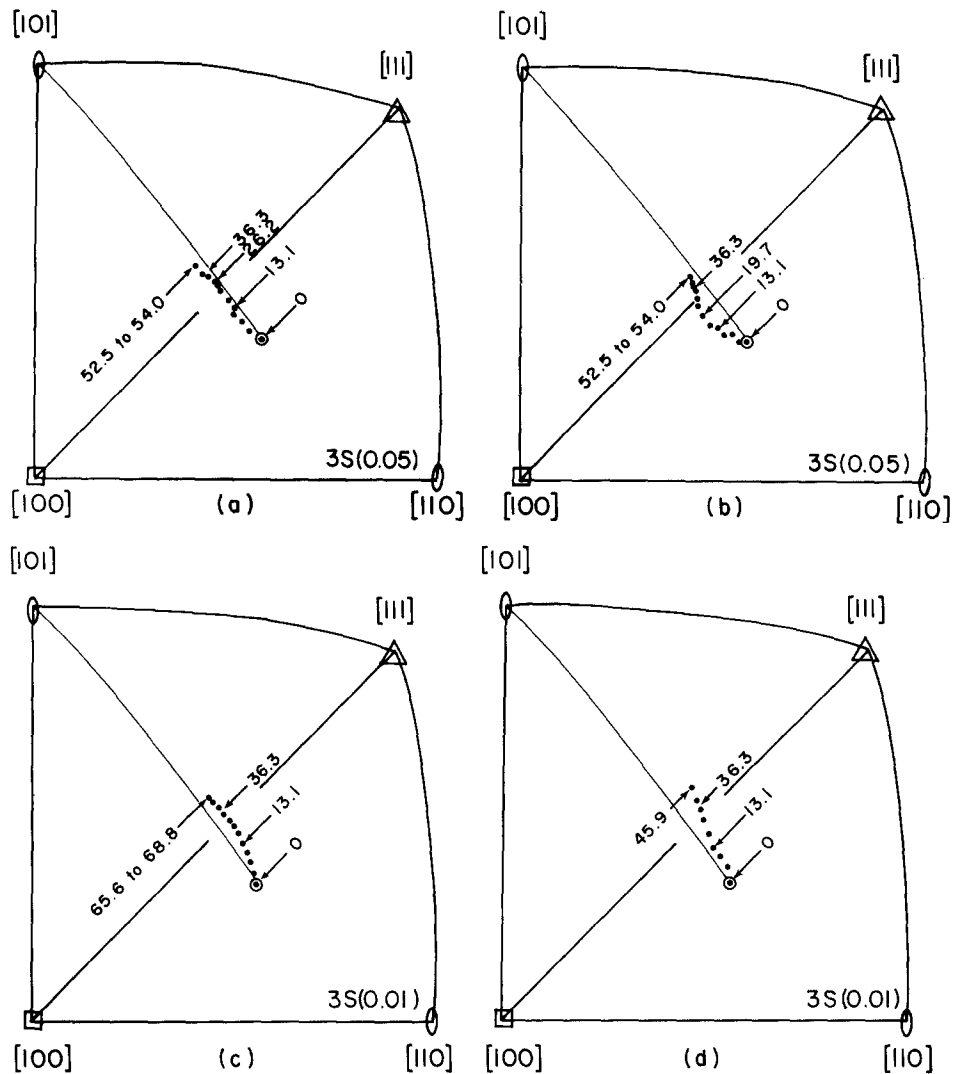 [101]
[111]
36.3
26.2
13.1
0
52.5 to 54.0
3S(0.05)
[100]
(a)
[110]
[101]
[111]
36.3
19.7
13.1
0
52.5 to 54.0
3S(0.05)
[100]
(b)
[110]
[101]
[111]
36.3
13.1
0
65.6 to 68.8
3S(0.01)
[100]
(c)
[110]
[101]
[111]
36.3
13.1
0
45.9
3S(0.01)
[100]
(d)
[110]